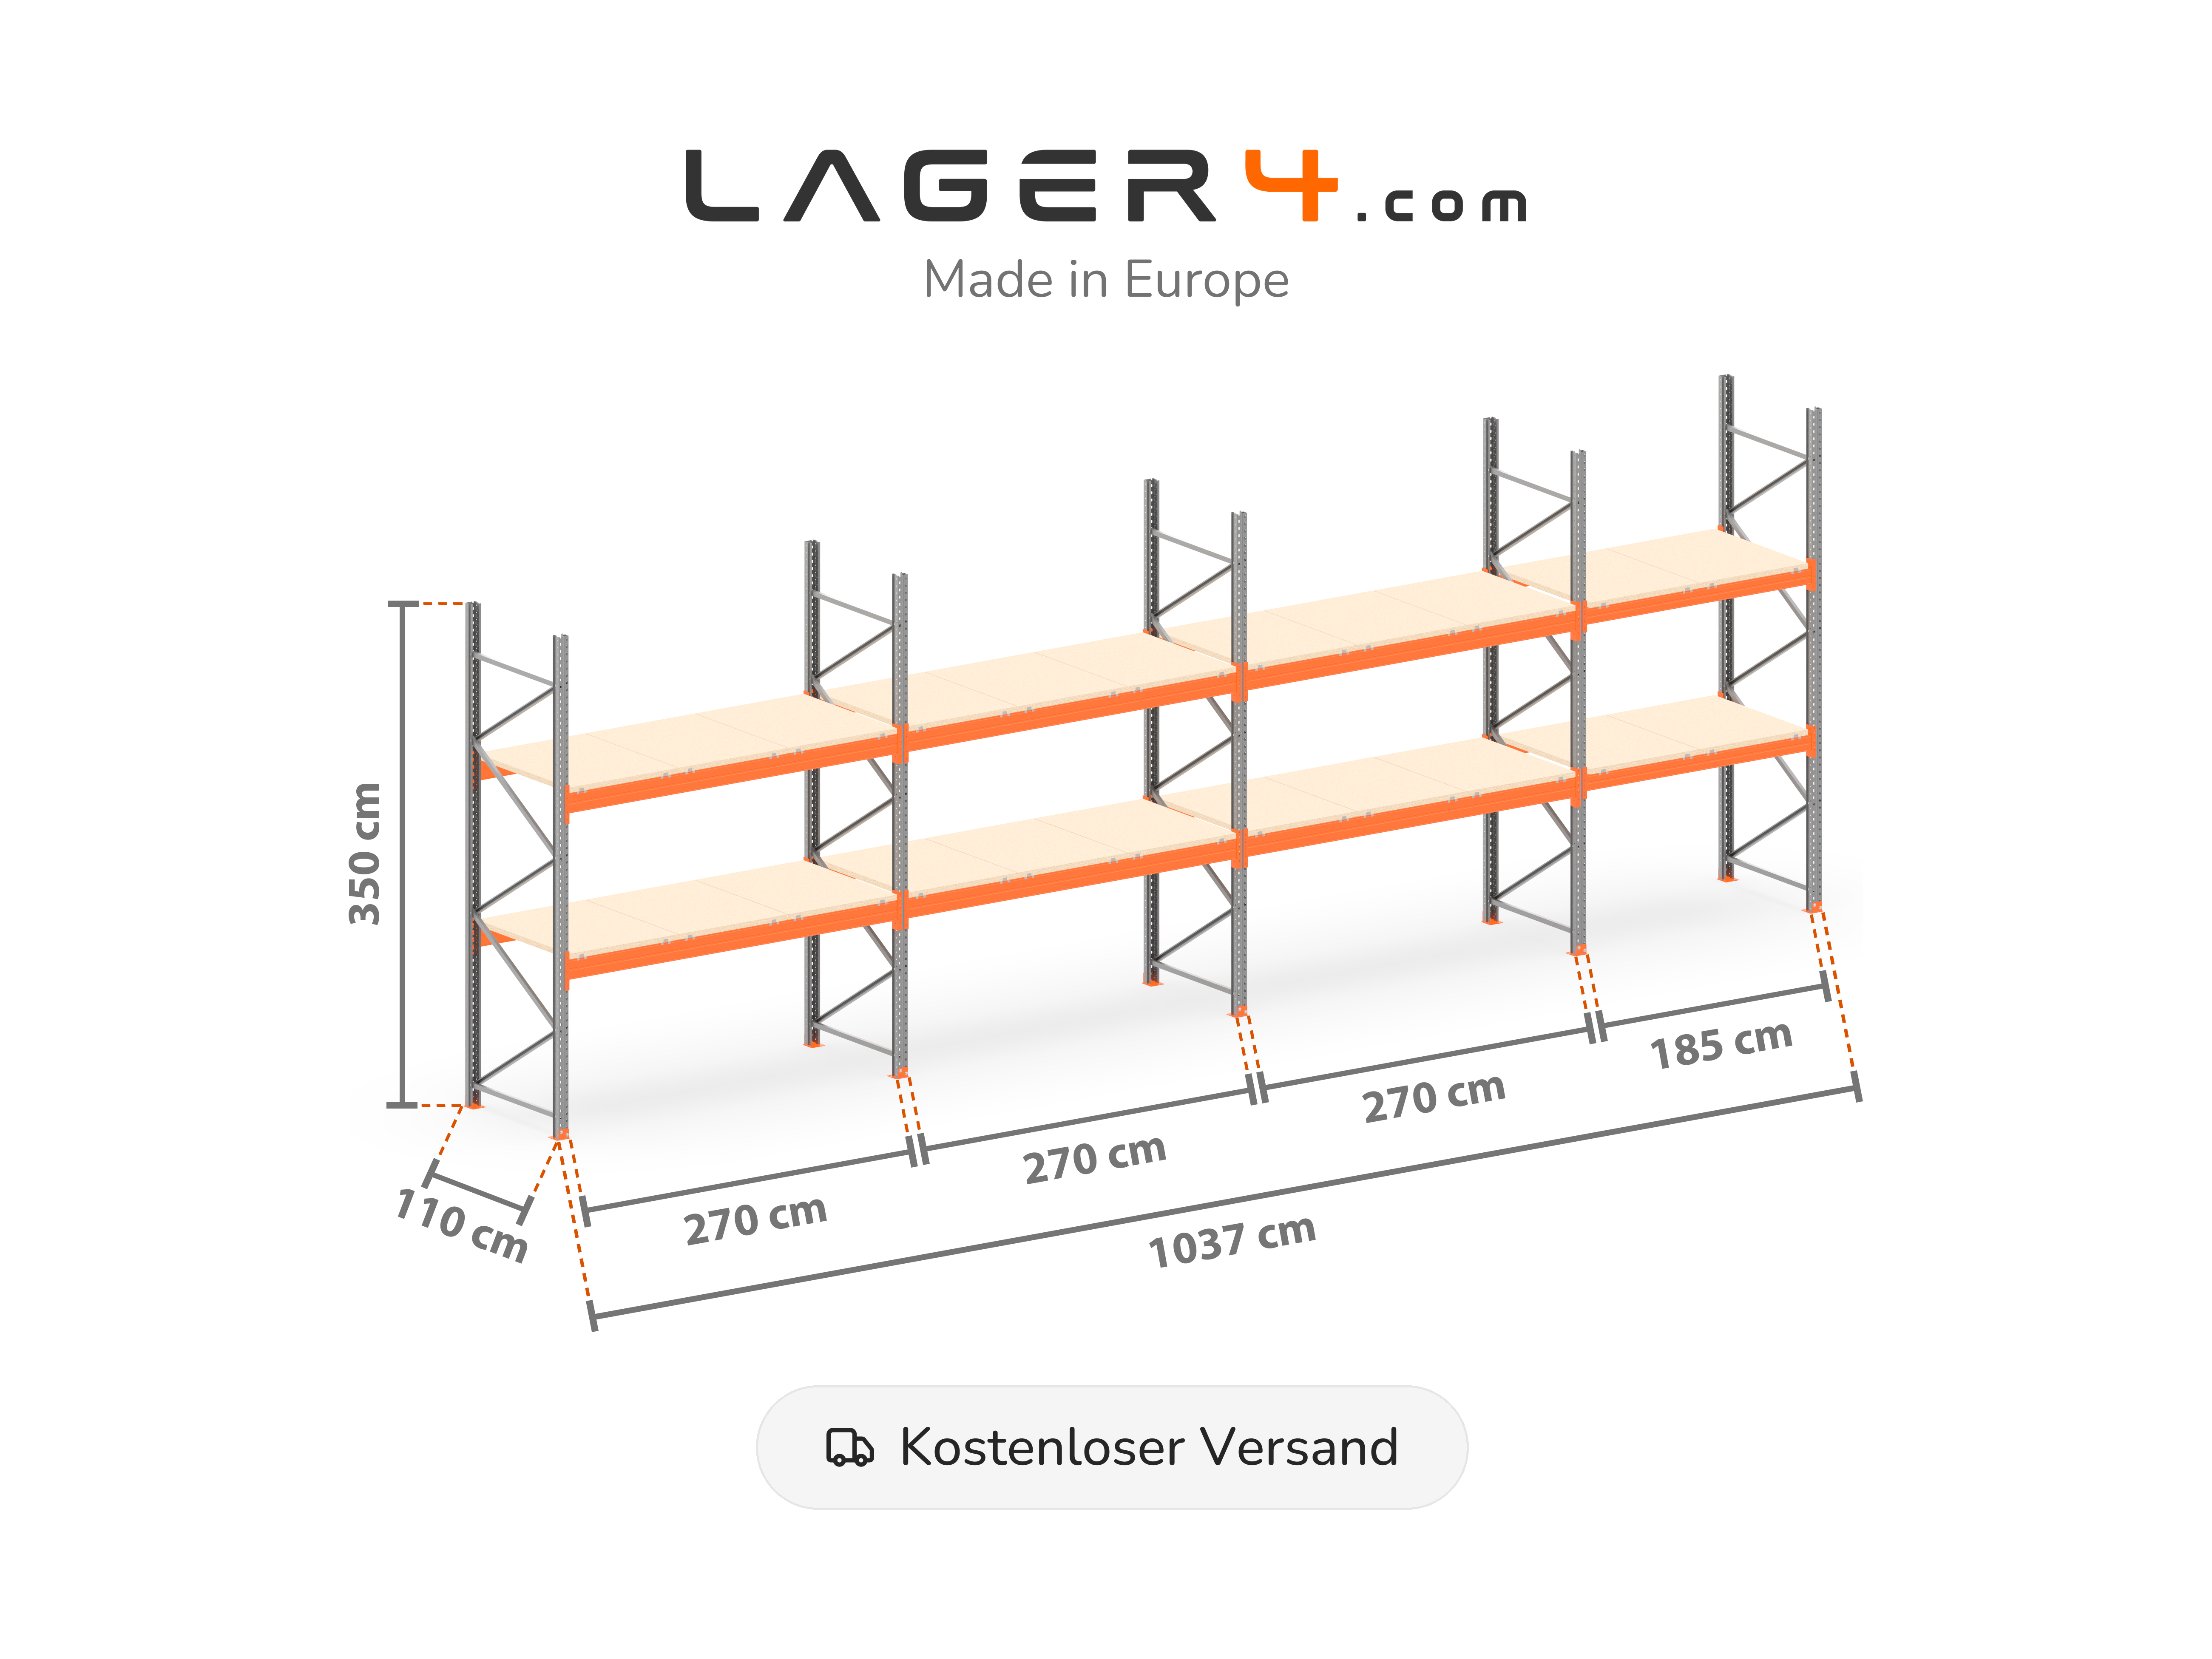 LAGER4.com
Made in Europe
350 cm
110 cm
270 cm
270 cm
270 cm
185 cm
1037 cm
Kostenloser Versand